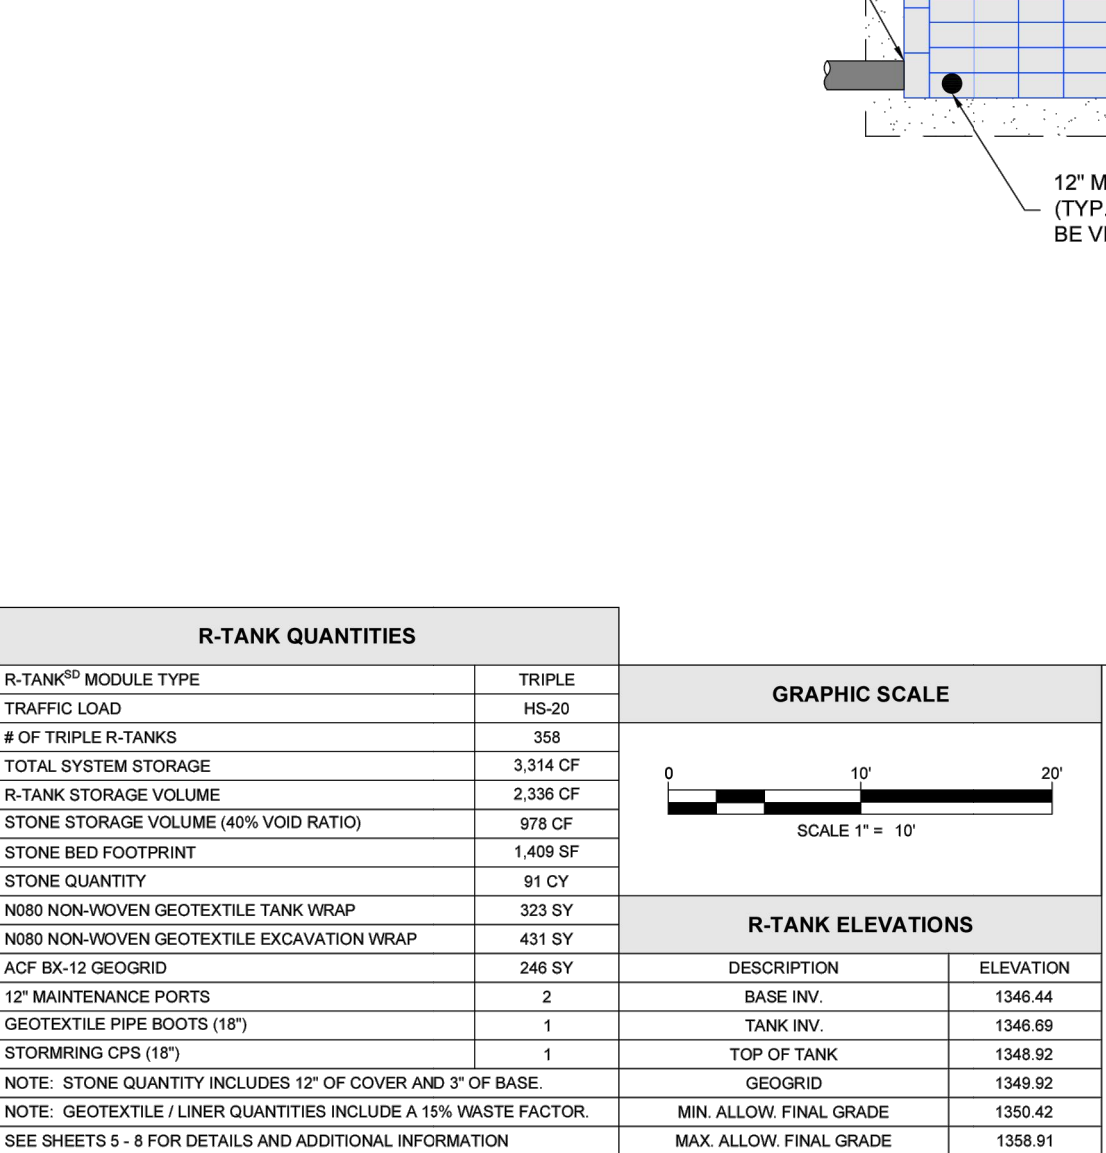 12" M
(TYP.
BE V
R-TANK QUANTITIES
R-TANKSD MODULE TYPE TRIPLE
TRAFFIC LOAD HS-20
# OF TRIPLE R-TANKS 358
TOTAL SYSTEM STORAGE 3,314 CF
R-TANK STORAGE VOLUME 2,336 CF
STONE STORAGE VOLUME (40% VOID RATIO) 978 CF
STONE BED FOOTPRINT 1,409 SF
STONE QUANTITY 91 CY
N080 NON-WOVEN GEOTEXTILE TANK WRAP 323 SY
N080 NON-WOVEN GEOTEXTILE EXCAVATION WRAP 431 SY
ACF BX-12 GEOGRID 246 SY
12" MAINTENANCE PORTS 2
GEOTEXTILE PIPE BOOTS (18") 1
STORMRING CPS (18") 1
NOTE: STONE QUANTITY INCLUDES 12" OF COVER AND 3" OF BASE.
NOTE: GEOTEXTILE / LINER QUANTITIES INCLUDE A 15% WASTE FACTOR.
SEE SHEETS 5 - 8 FOR DETAILS AND ADDITIONAL INFORMATION
GRAPHIC SCALE
0 10' 20'
SCALE 1" = 10'
R-TANK ELEVATIONS
DESCRIPTION ELEVATION
BASE INV. 1346.44
TANK INV. 1346.69
TOP OF TANK 1348.92
GEOGRID 1349.92
MIN. ALLOW. FINAL GRADE 1350.42
MAX. ALLOW. FINAL GRADE 1358.91